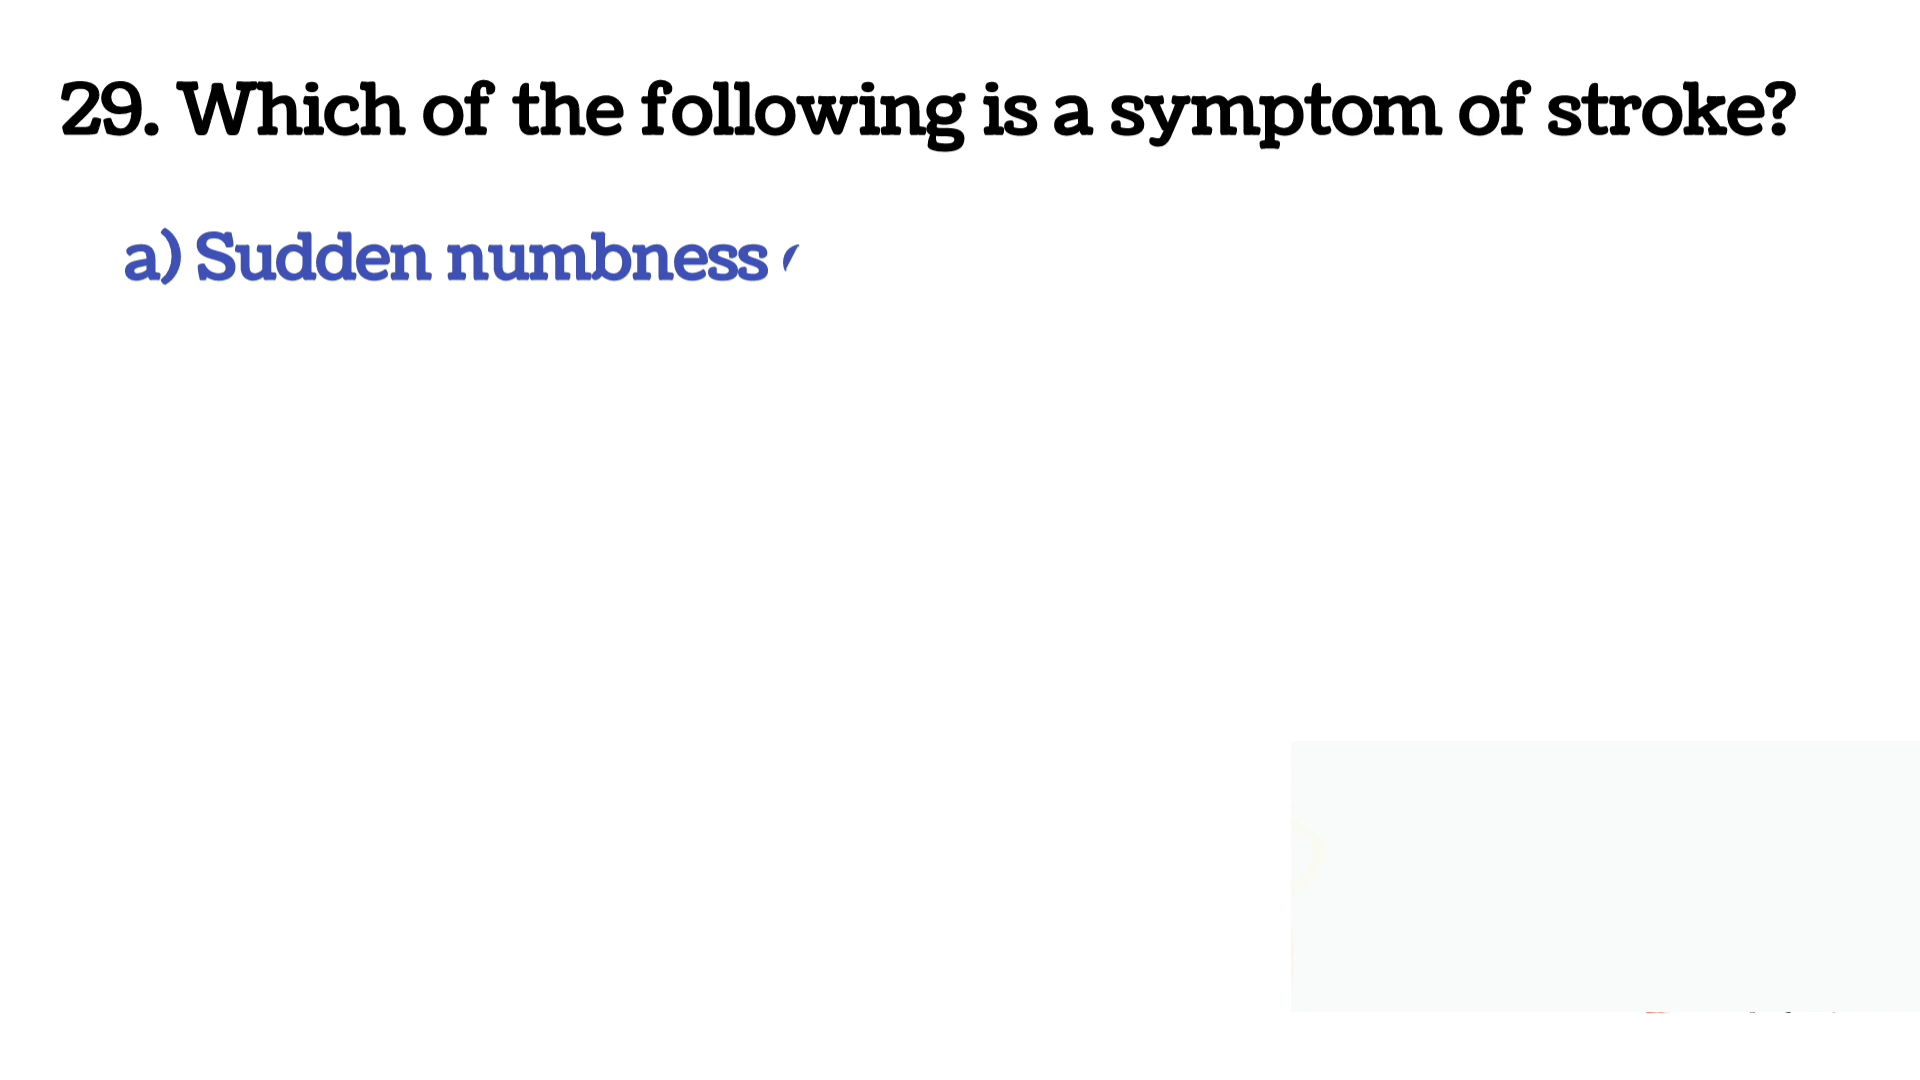 29. Which of the following is a symptom of stroke?
a) Sudden numbness